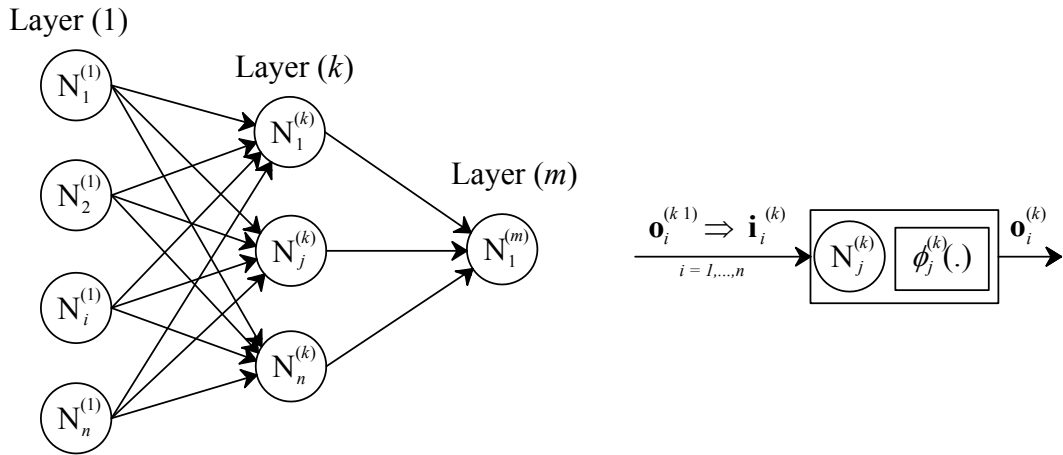 Layer (1)
N₁⁽¹⁾
N₂⁽¹⁾
Nᵢ⁽¹⁾
Nₙ⁽¹⁾
Layer (k)
N₁⁽ᵏ⁾
Nⱼ⁽ᵏ⁾
Nₙ⁽ᵏ⁾
Layer (m)
N₁⁽ᵐ⁾
oᵢ⁽ᵏ ¹⁾ ⇒ iᵢ⁽ᵏ⁾
i = 1,...,n
Nⱼ⁽ᵏ⁾
ϕⱼ⁽ᵏ⁾(.)
oᵢ⁽ᵏ⁾